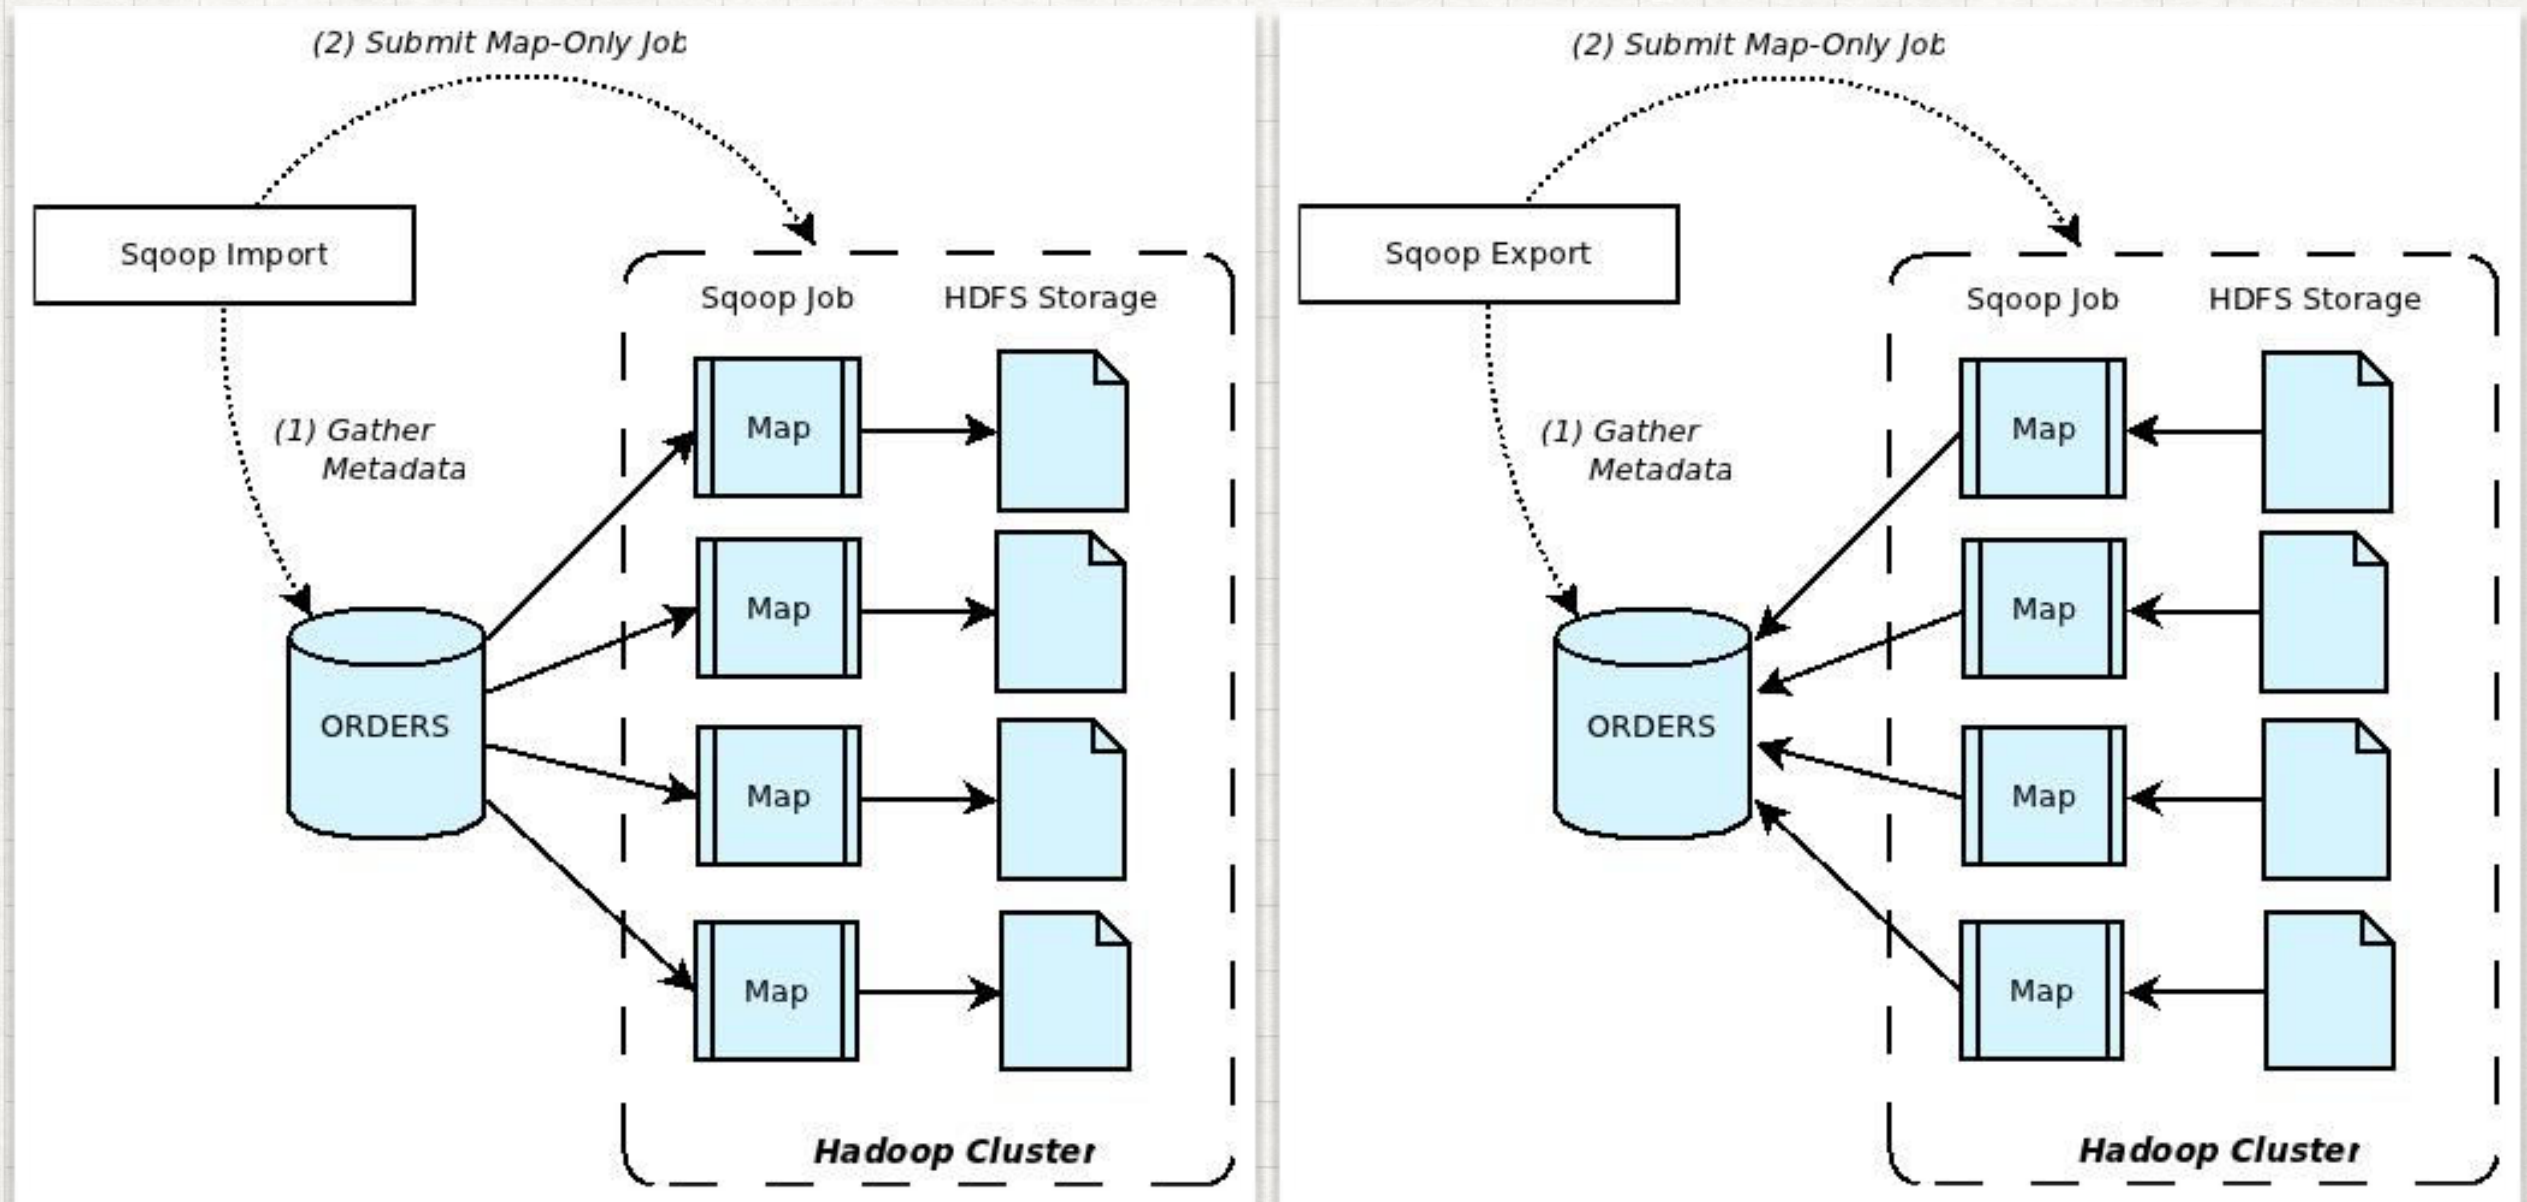 (2) Submit Map-Only Job
Sqoop Import
Sqoop Job
HDFS Storage
Map
(1) Gather
Metadata
Map
ORDERS
Map
Map
Hadoop Cluster
(2) Submit Map-Only Job
Sqoop Export
Sqoop Job
HDFS Storage
Map
(1) Gather
Metadata
Map
ORDERS
Map
Map
Hadoop Cluster